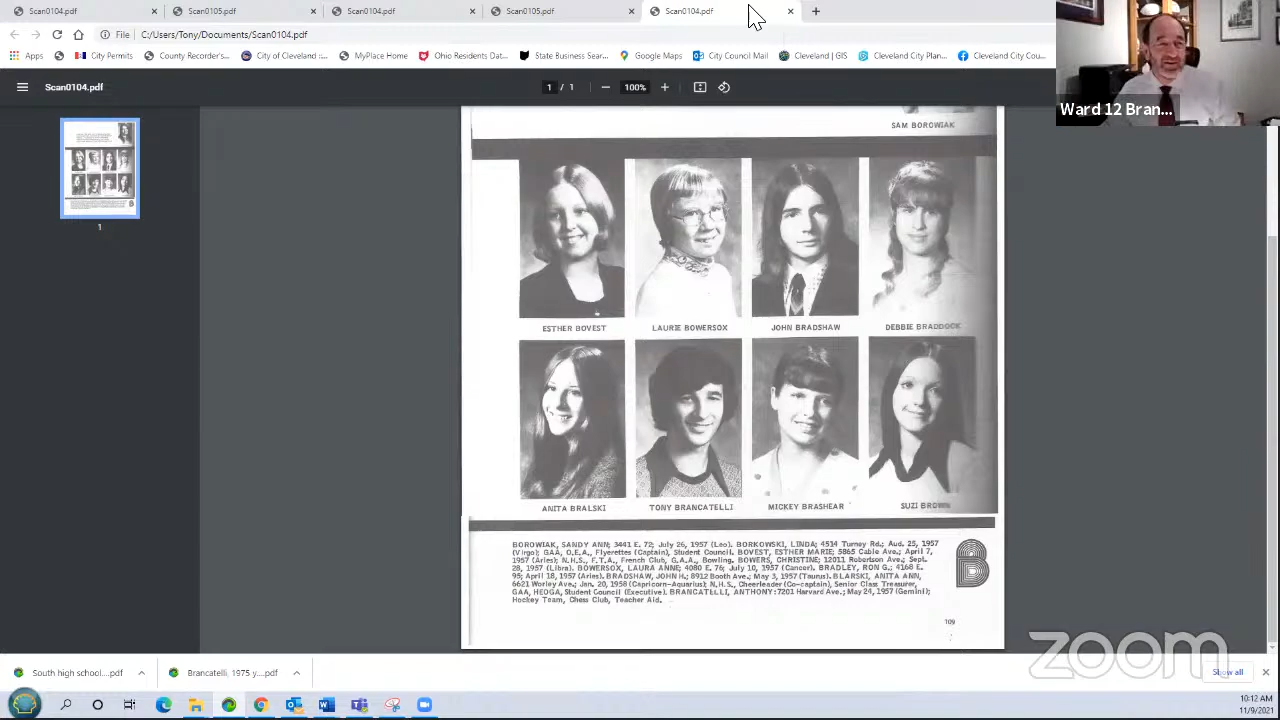 Scan0104.pdf
Scan0105.pdf
Scan0104.pdf
Scan0105.pdf
Scan0104.pdf
File
C:/Users/Tony/Documents/Scan0104.pdf
Apps
City Permits
County Recorder's...
City of Cleveland ::..
MyPlace Home
Ohio Residents Dat...
State Business Sear...
Google Maps
City Council Mail
Cleveland | GIS
Cleveland City Plan...
Cleveland City Cou...
Ward 12 Bran...
Scan0104.pdf
1 / 1
100%
1
SAM BOROWIAK
ESTHER BOVEST
LAURIE BOWERSOX
JOHN BRADSHAW
DEBBIE BRADDOCK
ANITA BRALSKI
TONY BRANCATELLI
MICKEY BRASHEAR
SUZI BROWN
BOROWIAK, SANDY ANN; 3441 E. 72; July 26, 1957 (Leo). BORKOWSKI, LINDA; 4514 Turney Rd.; Aug. 25, 1957
(Virgo); GAA, O.E.A., Flyerettes (Captain), Student Council. BOVEST, ESTHER MARIE; 5865 Cable Ave.; April 7,
1957 (Aries); N.H.S., F.T.A., French Club, G.A.A., Bowling. BOWERS, CHRISTINE; 12011 Robertson Ave.; Sept.
28, 1957 (Libra). BOWERSOX, LAURA ANNE; 4080 E. 76; July 10, 1957 (Cancer). BRADLEY, RON G.; 4168 E.
95; April 18, 1957 (Aries). BRADSHAW, JOHN H.; 8912 Booth Ave.; May 3, 1957 (Taurus). BLARSKI, ANITA ANN,
6621 Worley Ave.; Jan. 20, 1958 (Capricorn-Aquarius); N.H.S., Cheerleader (Co-captain), Senior Class Treasurer,
GAA, HEOGA, Student Council (Executive). BRANCATELLI, ANTHONY: 7201 Harvard Ave.; May 24, 1957 (Gemini);
Hockey Team, Chess Club, Teacher Aid.
B
109
zoom
South high school....pdf
Brancatelli, 1975 y....pdf
Show all
10:12 AM
11/9/2021